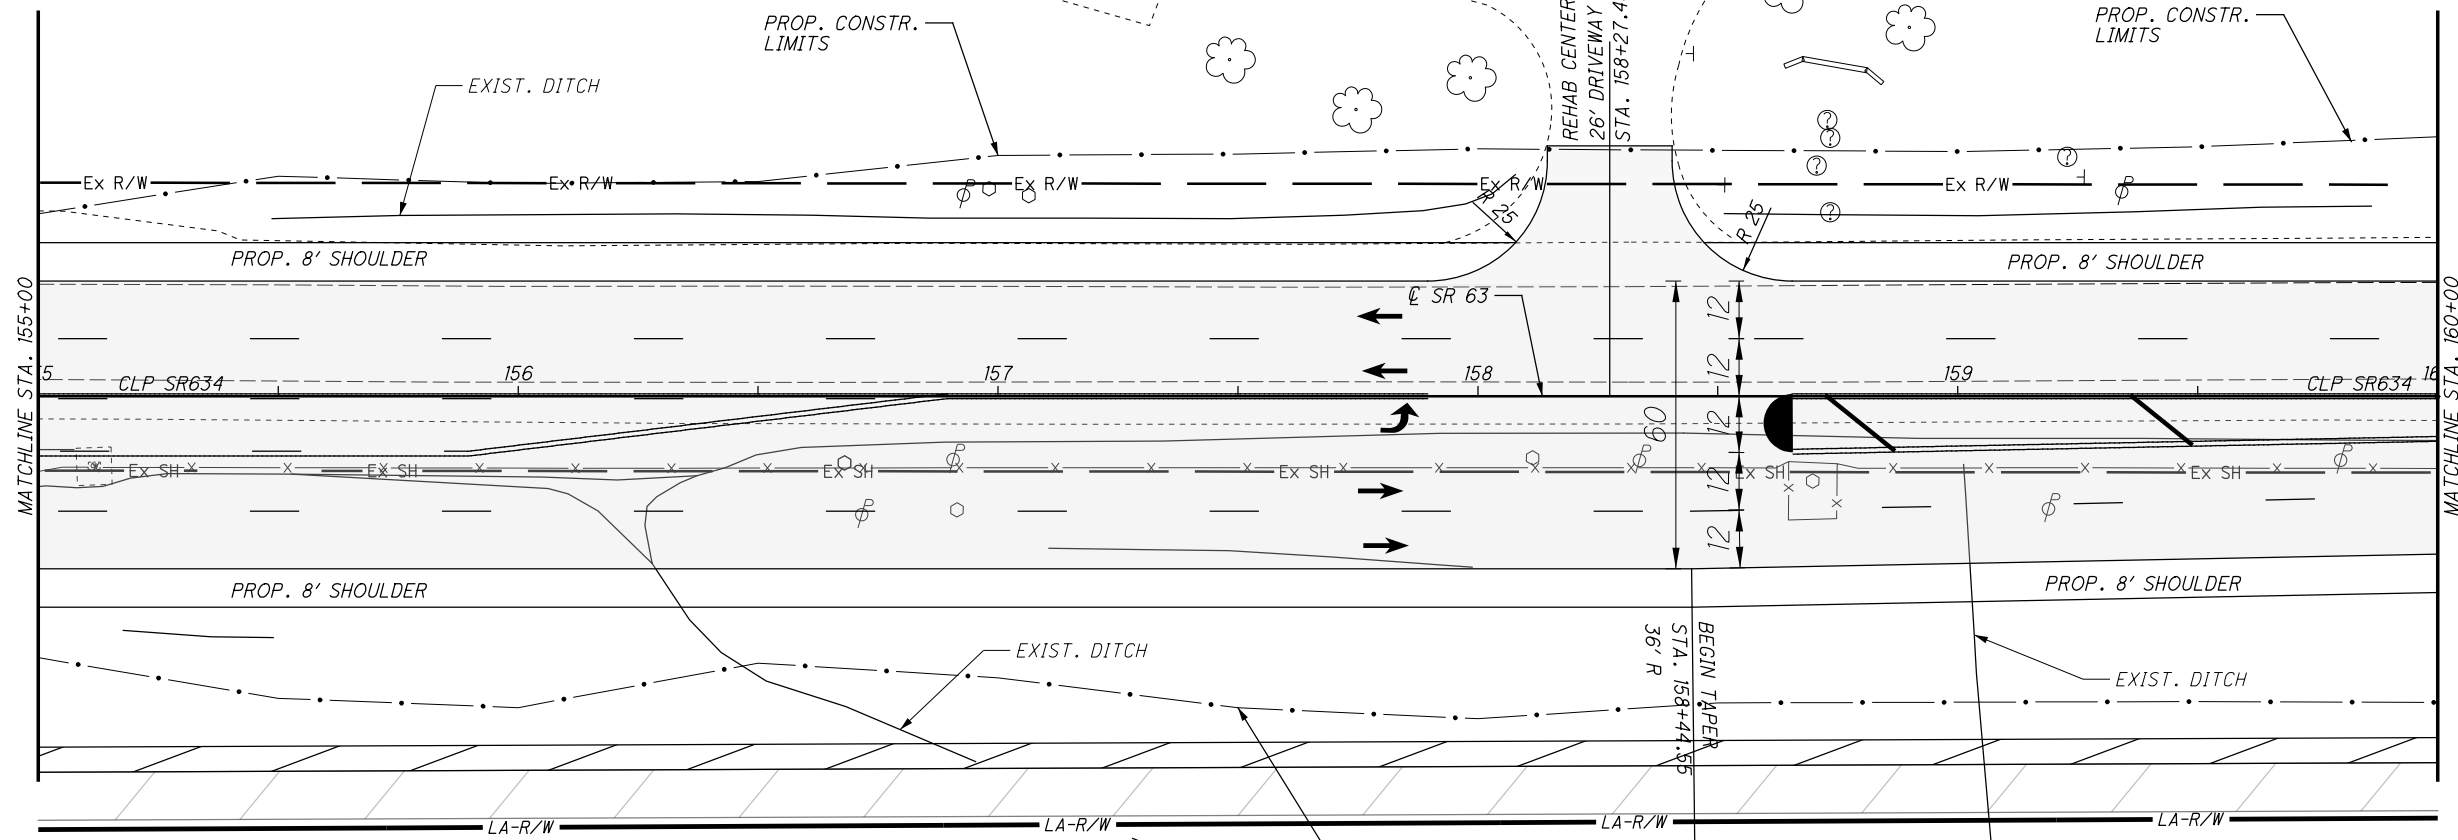 PROP. CONSTR.
LIMITS
PROP. CONSTR.
LIMITS
REHAB CENTER
26' DRIVEWAY
STA. 158+27.4
EXIST. DITCH
Ex R/W
Ex R/W
Ex R/W
Ex R/W
Ex R/W
R 25
R 25
PROP. 8' SHOULDER
PROP. 8' SHOULDER
MATCHLINE STA. 155+00
MATCHLINE STA. 160+00
℄ SR 63
12
12
12
12
12
60
5
CLP SR634
156
157
158
159
CLP SR634
16
Ex SH
Ex SH
Ex SH
Ex SH
Ex SH
Ex SH
PROP. 8' SHOULDER
PROP. 8' SHOULDER
BEGIN TAPER
STA. 158+44.55
36' R
EXIST. DITCH
EXIST. DITCH
LA-R/W
LA-R/W
LA-R/W
LA-R/W